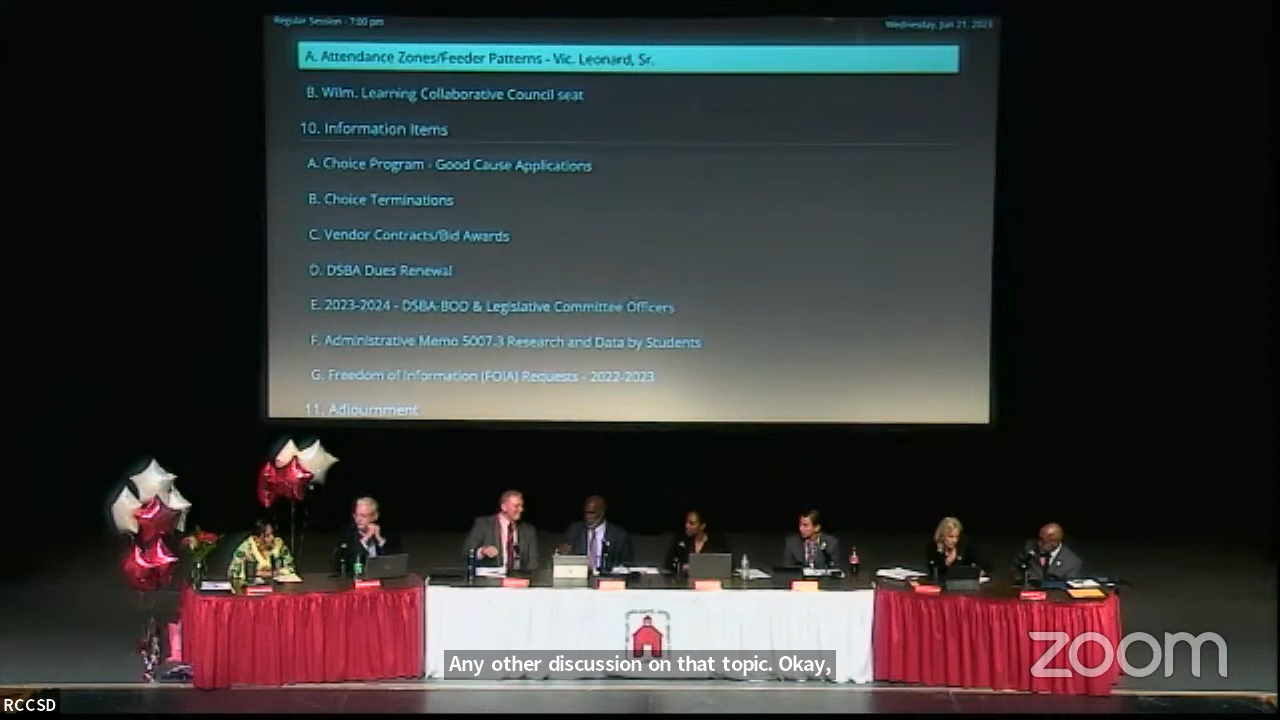 Regular Session - 7:00 pm
Wednesday, Jun 21, 2023
A. Attendance Zones/Feeder Patterns - Vic. Leonard, Sr.
B. Wilm. Learning Collaborative Council seat
10. Information Items
A. Choice Program - Good Cause Applications
B. Choice Terminations
C. Vendor Contracts/Bid Awards
D. DSBA Dues Renewal
E. 2023-2024 - DSBA-BOD & Legislative Committee Officers
F. Administrative Memo 5007.3 Research and Data by Students
G. Freedom of Information (FOIA) Requests - 2022-2023
11. Adjournment
zoom
Any other discussion on that topic. Okay,
RCCSD